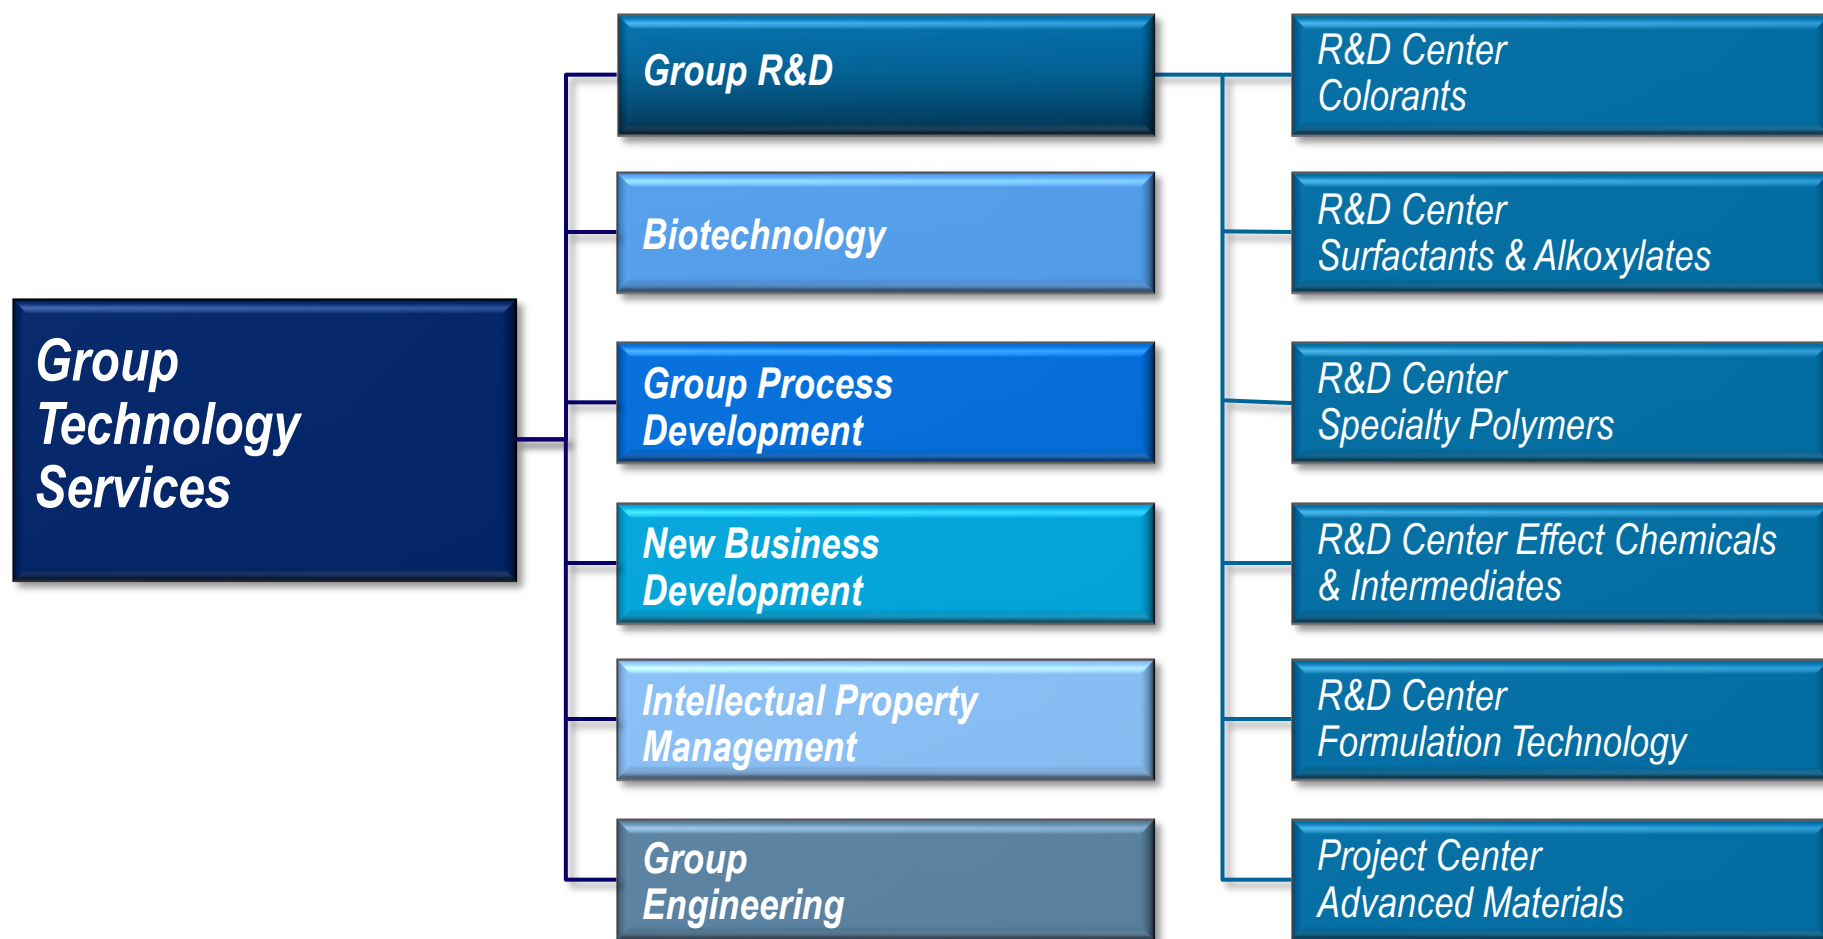 Group
Technology
Services
Group R&D
Biotechnology
Group Process
Development
New Business
Development
Intellectual Property
Management
Group
Engineering
R&D Center
Colorants
R&D Center
Surfactants & Alkoxylates
R&D Center
Specialty Polymers
R&D Center Effect Chemicals
& Intermediates
R&D Center
Formulation Technology
Project Center
Advanced Materials